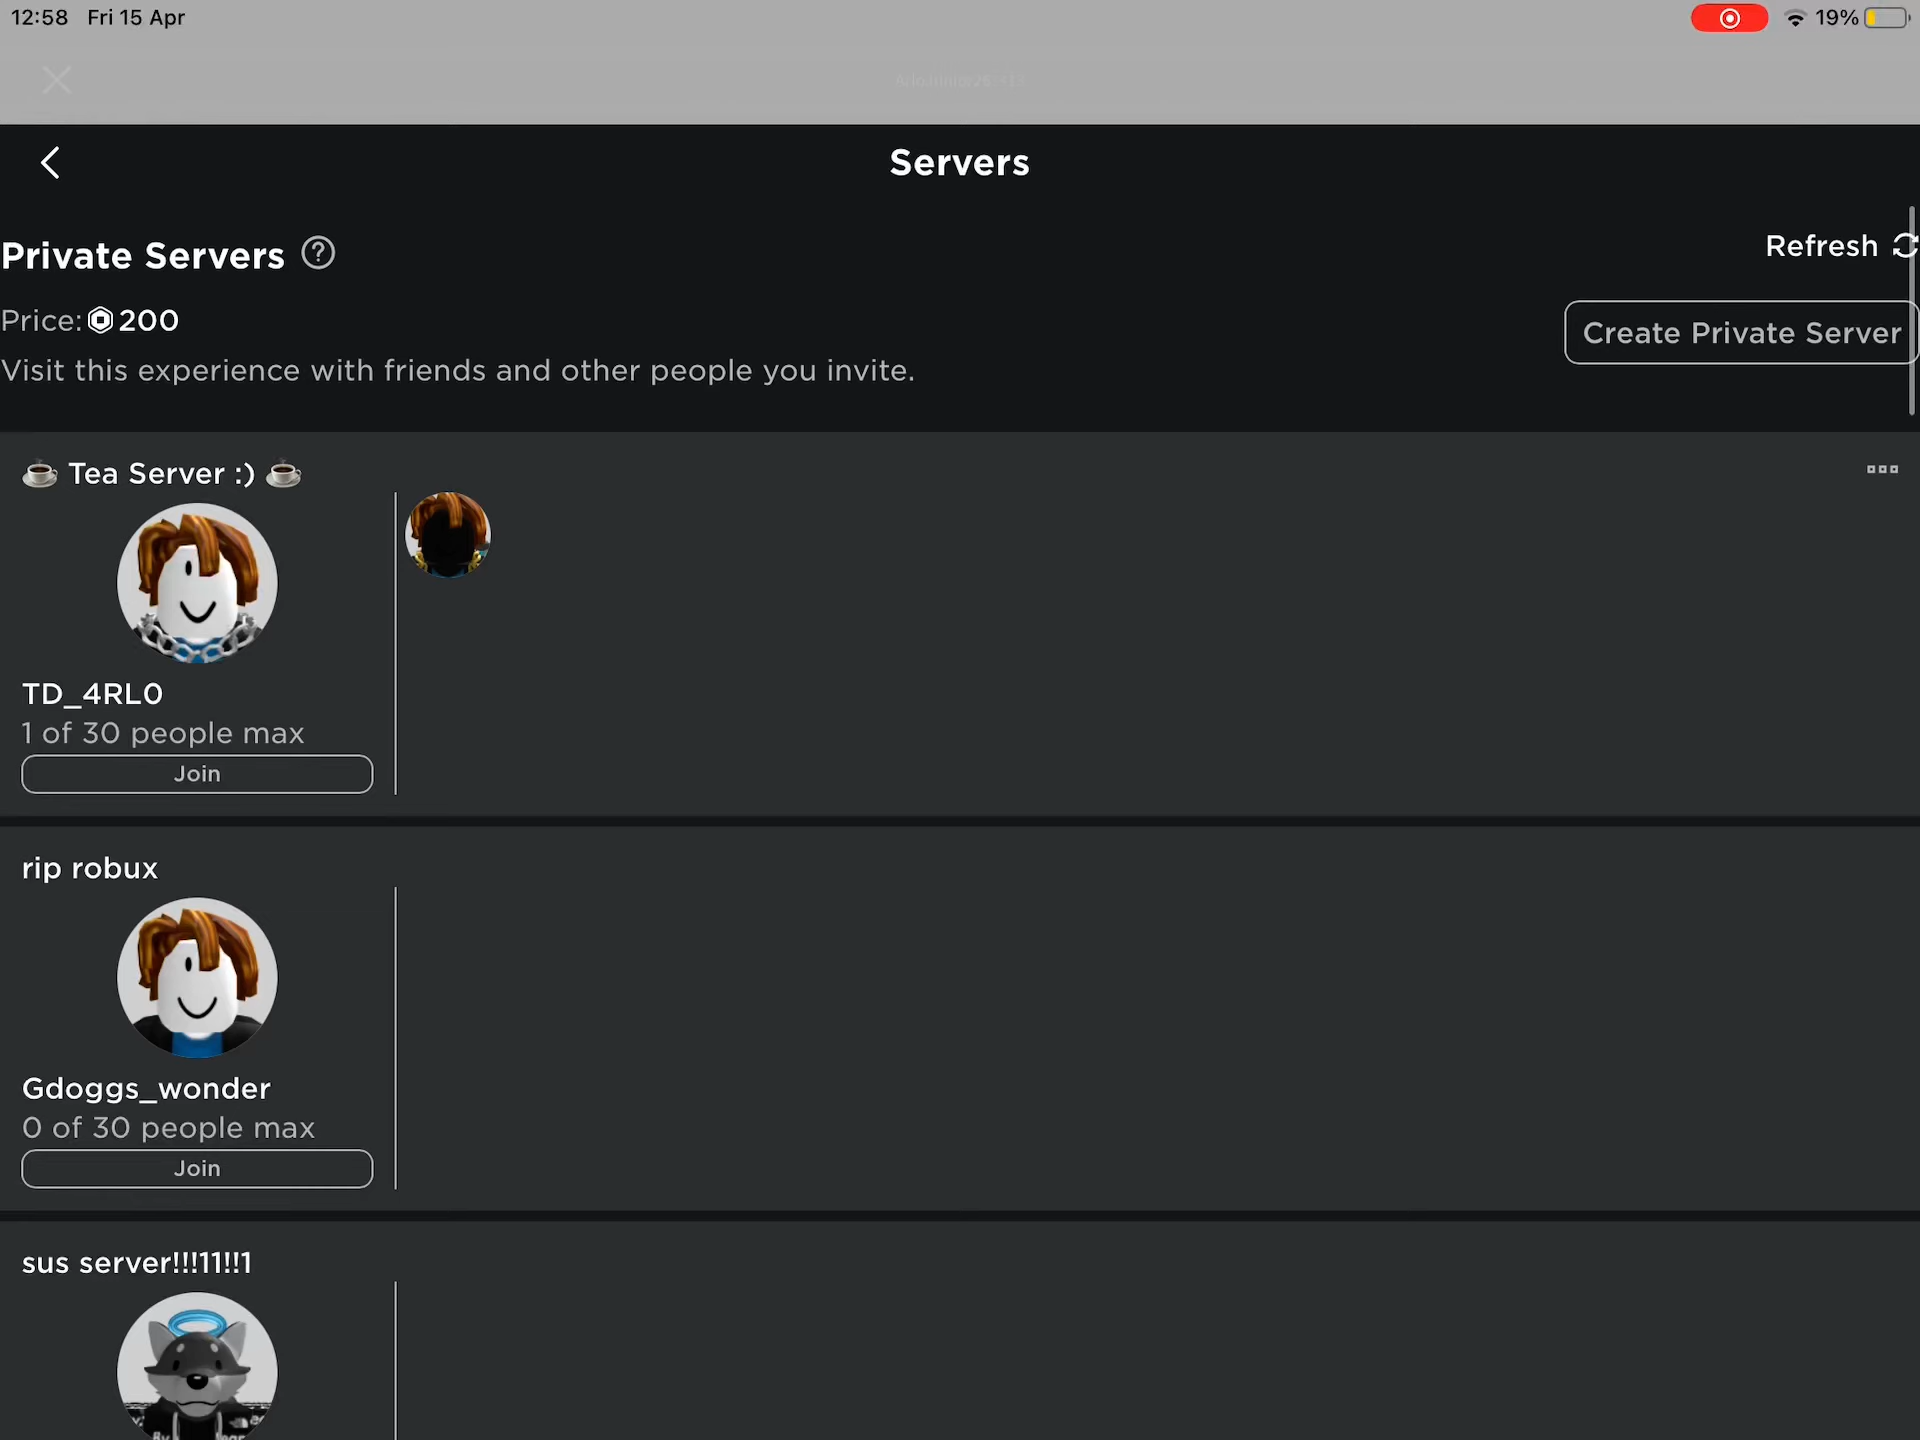 12:58 Fri 15 Apr
19%
Servers
Private Servers ?
Refresh
Price: 200
Create Private Server
Visit this experience with friends and other people you invite.
☕ Tea Server :) ☕
TD_4RL0
1 of 30 people max
Join
rip robux
Gdoggs_wonder
0 of 30 people max
Join
sus server!!!11!!1